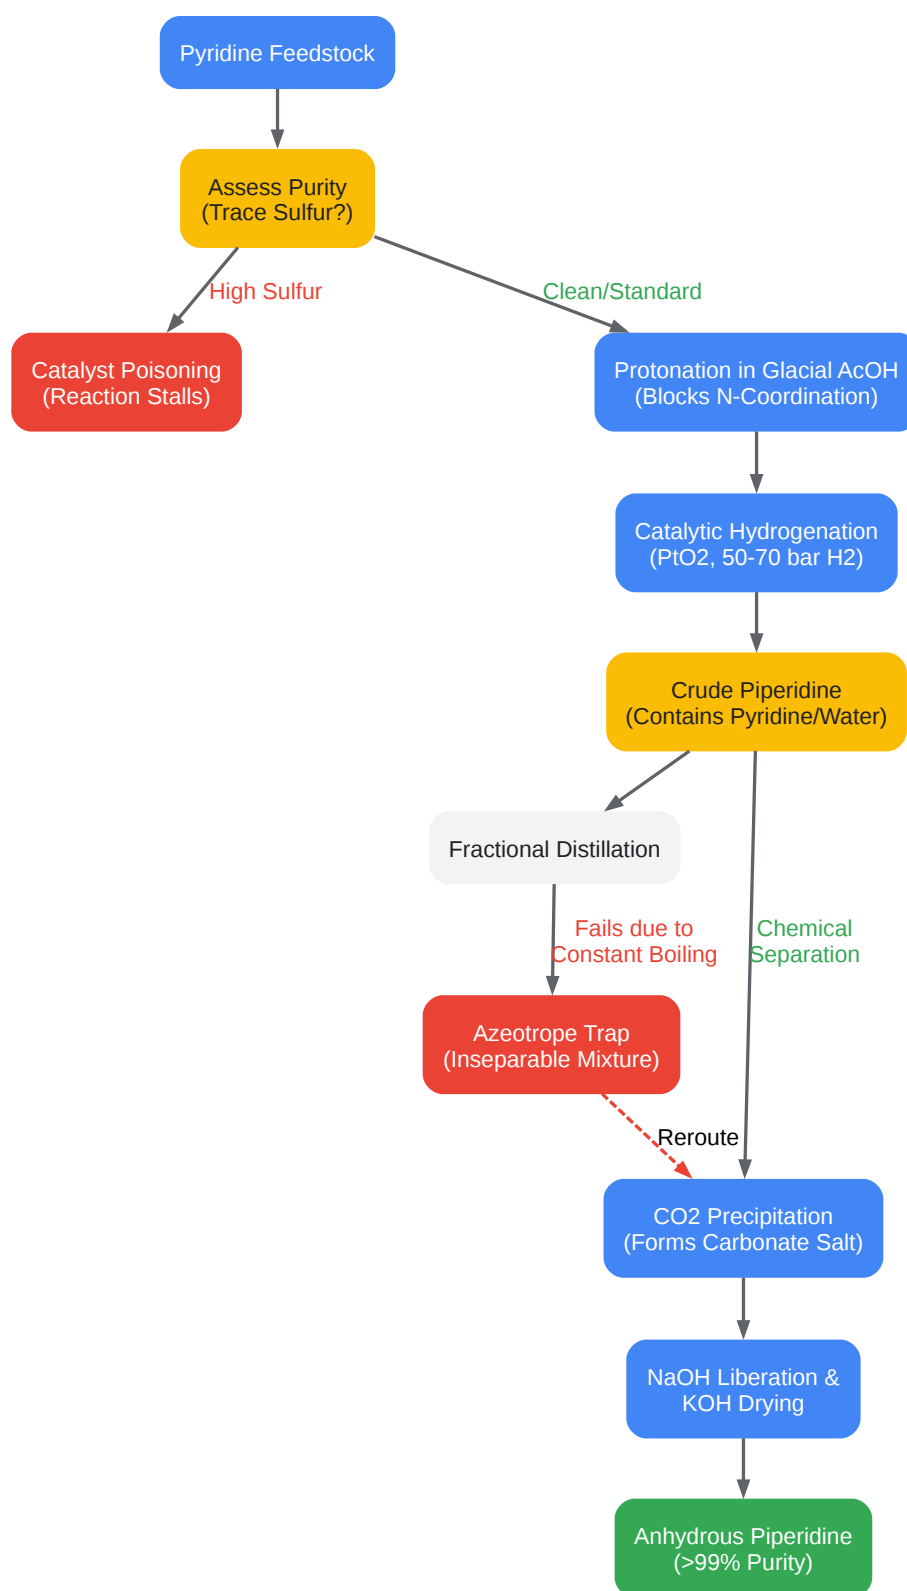 Pyridine Feedstock
Assess Purity
(Trace Sulfur?)
High Sulfur
Clean/Standard
Catalyst Poisoning
(Reaction Stalls)
Protonation in Glacial AcOH
(Blocks N-Coordination)
Catalytic Hydrogenation
(PtO2, 50-70 bar H2)
Crude Piperidine
(Contains Pyridine/Water)
Fractional Distillation
Fails due to
Constant Boiling
Chemical
Separation
Azeotrope Trap
(Inseparable Mixture)
Reroute
CO2 Precipitation
(Forms Carbonate Salt)
NaOH Liberation &
KOH Drying
Anhydrous Piperidine
(>99% Purity)